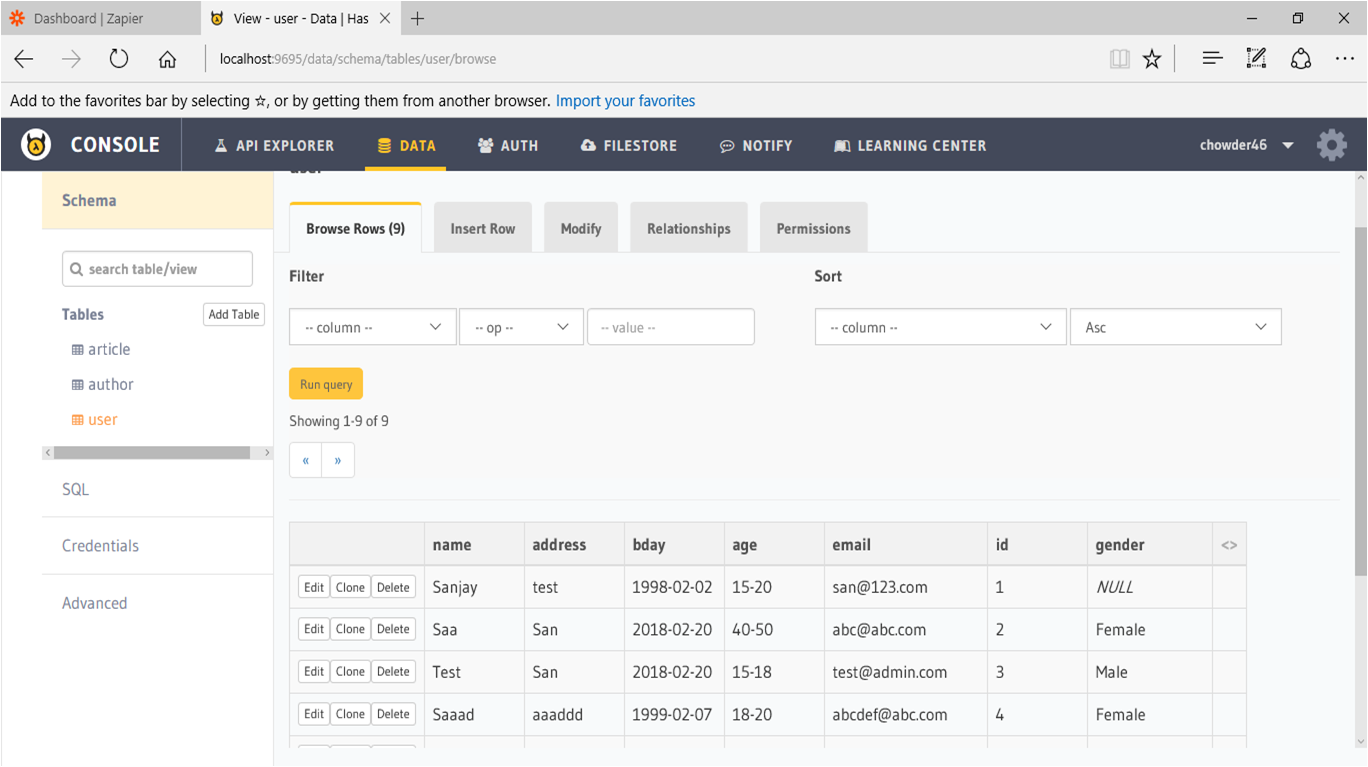 Dashboard | Zapier
View - user - Data | Has
localhost:9695/data/schema/tables/user/browse
Add to the favorites bar by selecting ☆, or by getting them from another browser. Import your favorites
CONSOLE
API EXPLORER
DATA
AUTH
FILESTORE
NOTIFY
LEARNING CENTER
chowder46
Schema
search table/view
Tables
Add Table
article
author
user
SQL
Credentials
Advanced
user
Browse Rows (9)
Insert Row
Modify
Relationships
Permissions
Filter
Sort
-- column --
-- op --
-- value --
-- column --
Asc
Run query
Showing 1-9 of 9
« »
name address bday age email id gender <>
Edit Clone Delete Sanjay test 1998-02-02 15-20 san@123.com 1 NULL
Edit Clone Delete Saa San 2018-02-20 40-50 abc@abc.com 2 Female
Edit Clone Delete Test San 2018-02-20 15-18 test@admin.com 3 Male
Edit Clone Delete Saaad aaaddd 1999-02-07 18-20 abcdef@abc.com 4 Female